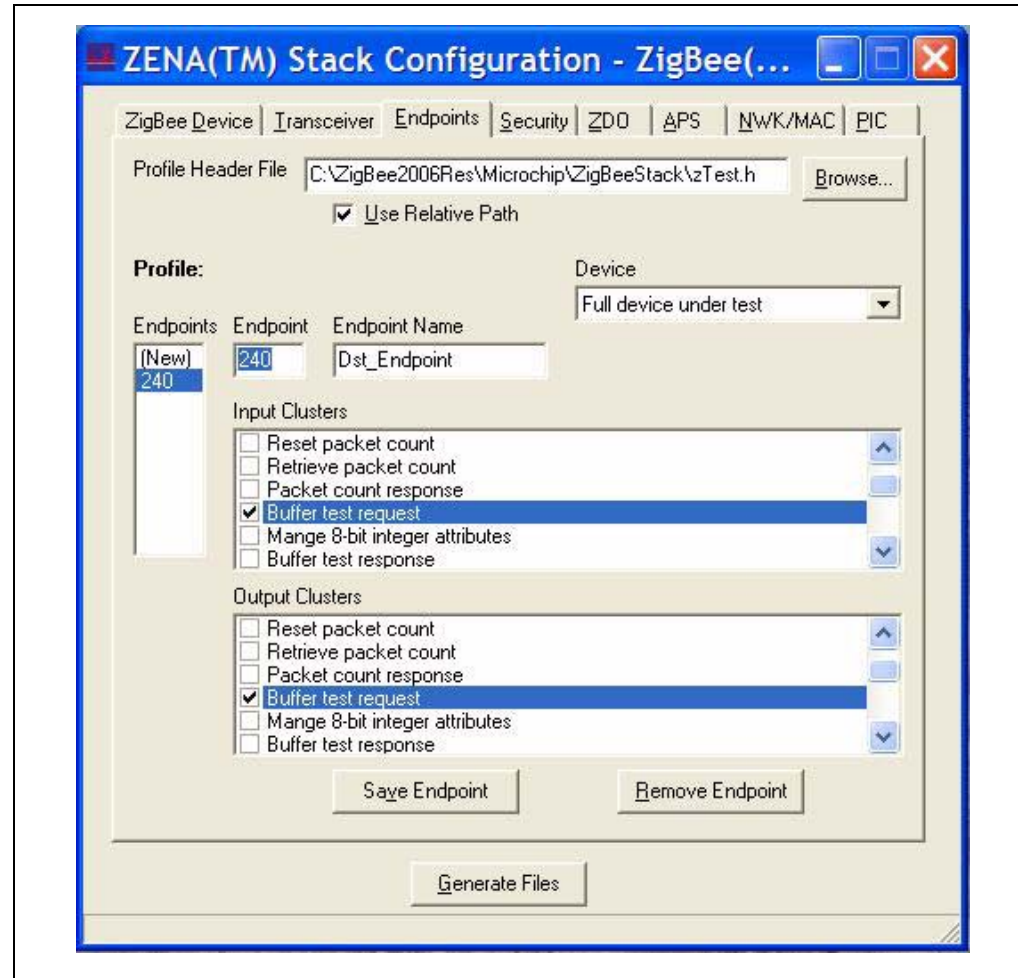 ZENA(TM) Stack Configuration - ZigBee(...
ZigBee Device Transceiver Endpoints Security ZDO APS NWK/MAC PIC
Profile Header File C:\ZigBee2006Res\Microchip\ZigBeeStack\zTest.h Browse...
Use Relative Path
Profile:
Device
Full device under test
Endpoints Endpoint Endpoint Name
(New) 240 Dst_Endpoint
240
Input Clusters
Reset packet count
Retrieve packet count
Packet count response
Buffer test request
Mange 8-bit integer attributes
Buffer test response
Output Clusters
Reset packet count
Retrieve packet count
Packet count response
Buffer test request
Mange 8-bit integer attributes
Buffer test response
Save Endpoint Remove Endpoint
Generate Files